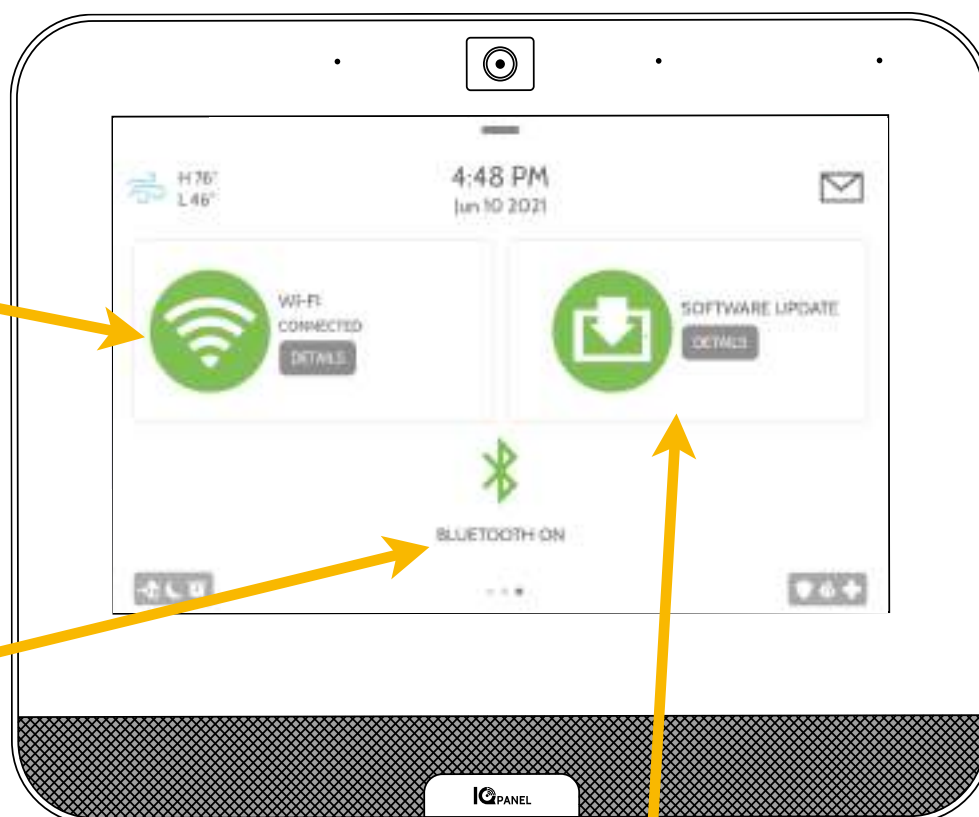 H 76°
L 46°
4:48 PM
Jun 10 2021
WI-FI
CONNECTED
DETAILS
SOFTWARE UPDATE
DETAILS
BLUETOOTH ON
IQ PANEL